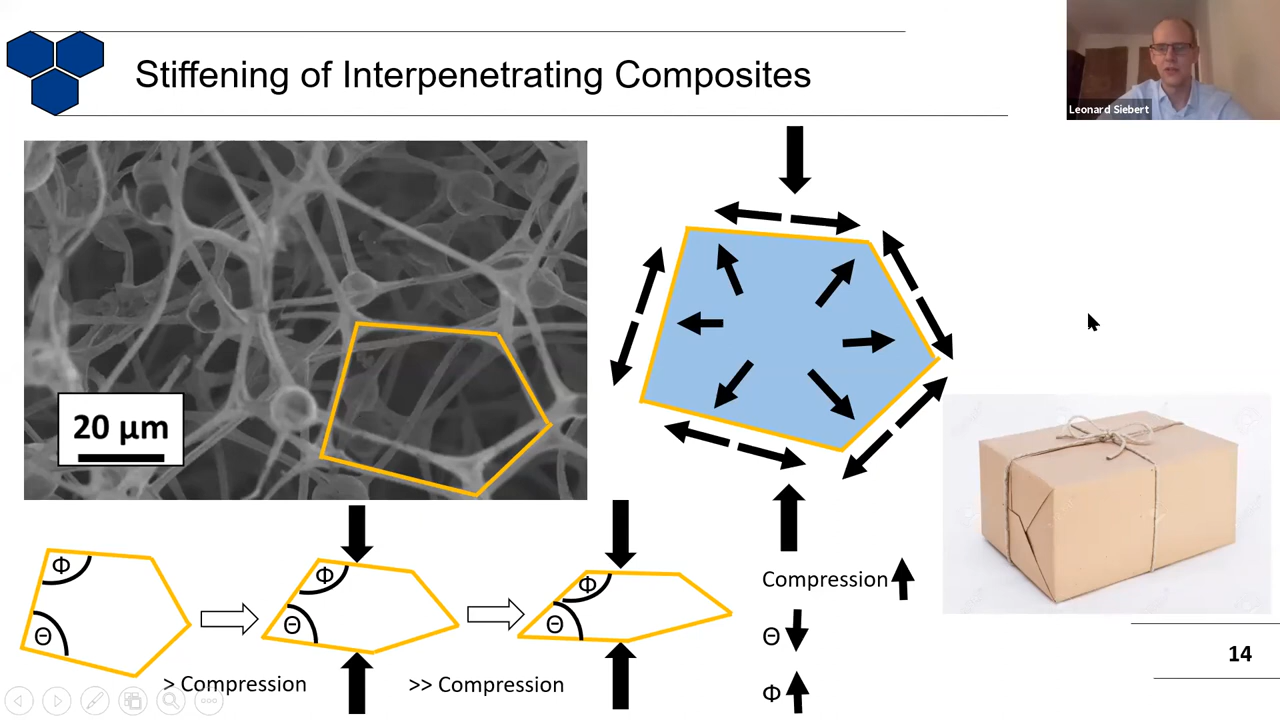 Stiffening of Interpenetrating Composites
Leonard Siebert
20 µm
Φ
Θ
> Compression
Φ
Θ
>> Compression
Φ
Θ
Compression
Θ
Φ
14